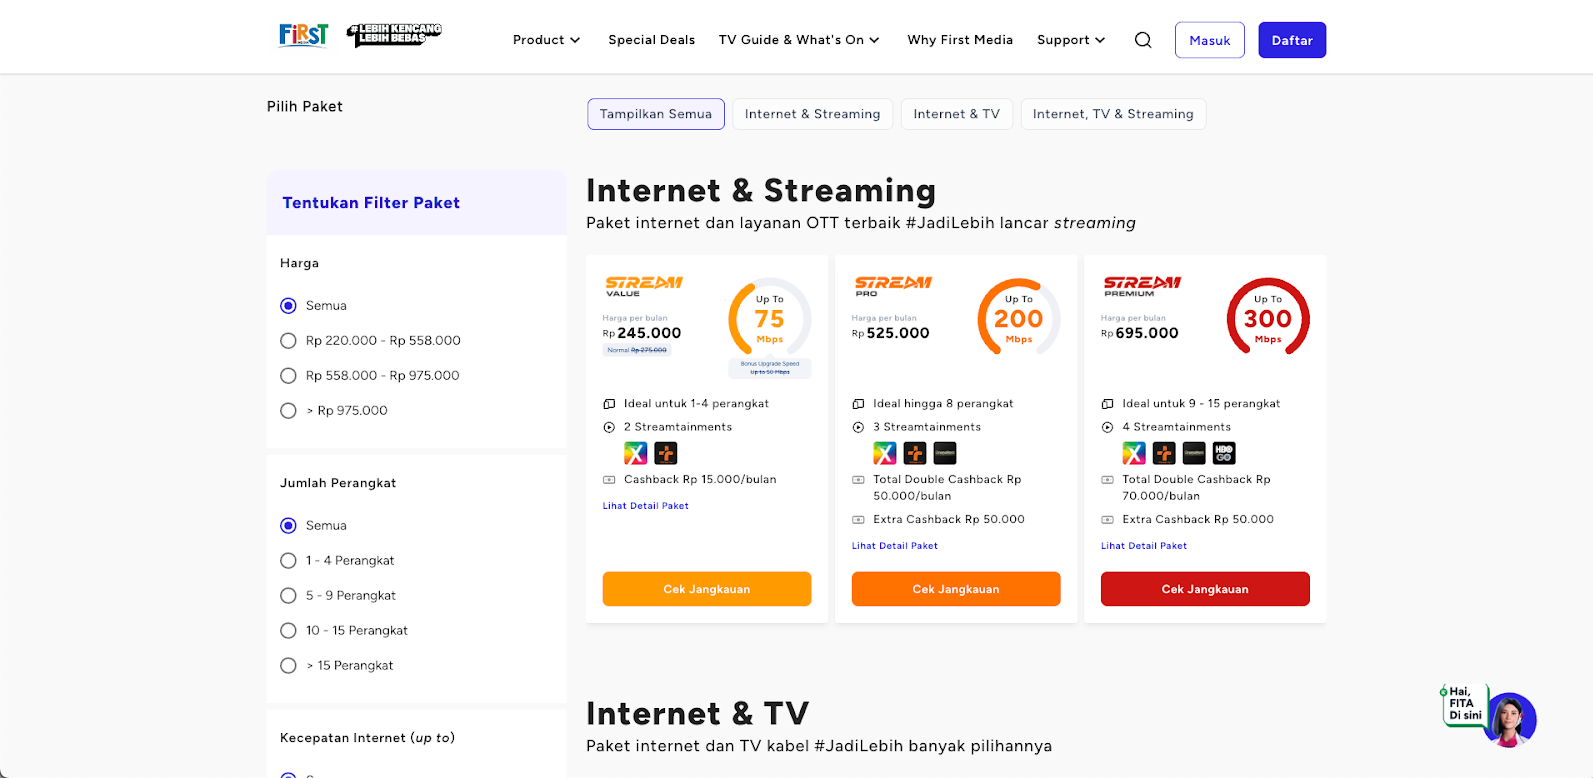 FiRST
#LEBIH KENCANG
LEBIH BEBAS
Product
Special Deals
TV Guide & What's On
Why First Media
Support
Masuk
Daftar
Pilih Paket
Tampilkan Semua
Internet & Streaming
Internet & TV
Internet, TV & Streaming
Tentukan Filter Paket
Harga
Semua
Rp 220.000 - Rp 558.000
Rp 558.000 - Rp 975.000
> Rp 975.000
Jumlah Perangkat
Semua
1 - 4 Perangkat
5 - 9 Perangkat
10 - 15 Perangkat
> 15 Perangkat
Kecepatan Internet (up to)
Internet & Streaming
Paket internet dan layanan OTT terbaik #JadiLebih lancar streaming
STREAM
VALUE
Harga per bulan
Rp 245.000
Normal Rp 275.000
Up To
75
Mbps
Bonus Upgrade Speed
Up to 50 Mbps
Ideal untuk 1-4 perangkat
2 Streamtainments
X
Cashback Rp 15.000/bulan
Lihat Detail Paket
Cek Jangkauan
STREAM
PRO
Harga per bulan
Rp 525.000
Up To
200
Mbps
Ideal hingga 8 perangkat
3 Streamtainments
X
Total Double Cashback Rp
50.000/bulan
Extra Cashback Rp 50.000
Lihat Detail Paket
Cek Jangkauan
STREAM
PREMIUM
Harga per bulan
Rp 695.000
Up To
300
Mbps
Ideal untuk 9 - 15 perangkat
4 Streamtainments
X
HBO
GO
Total Double Cashback Rp
70.000/bulan
Extra Cashback Rp 50.000
Lihat Detail Paket
Cek Jangkauan
Internet & TV
Paket internet dan TV kabel #JadiLebih banyak pilihannya
Hai,
FITA
Di sini